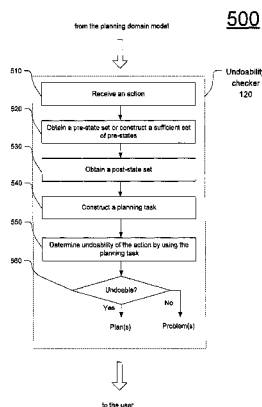 500
from the planning domain model
510
Undoability
checker
120
Receive an action
520
Obtain a pre-state set or construct a sufficient set
of pre-states
530
Obtain a post-state set
540
Construct a planning task
550
Determine undoability of the action by using the
planning task
560
Undoable?
Yes
No
Plan(s)
Problem(s)
to the user